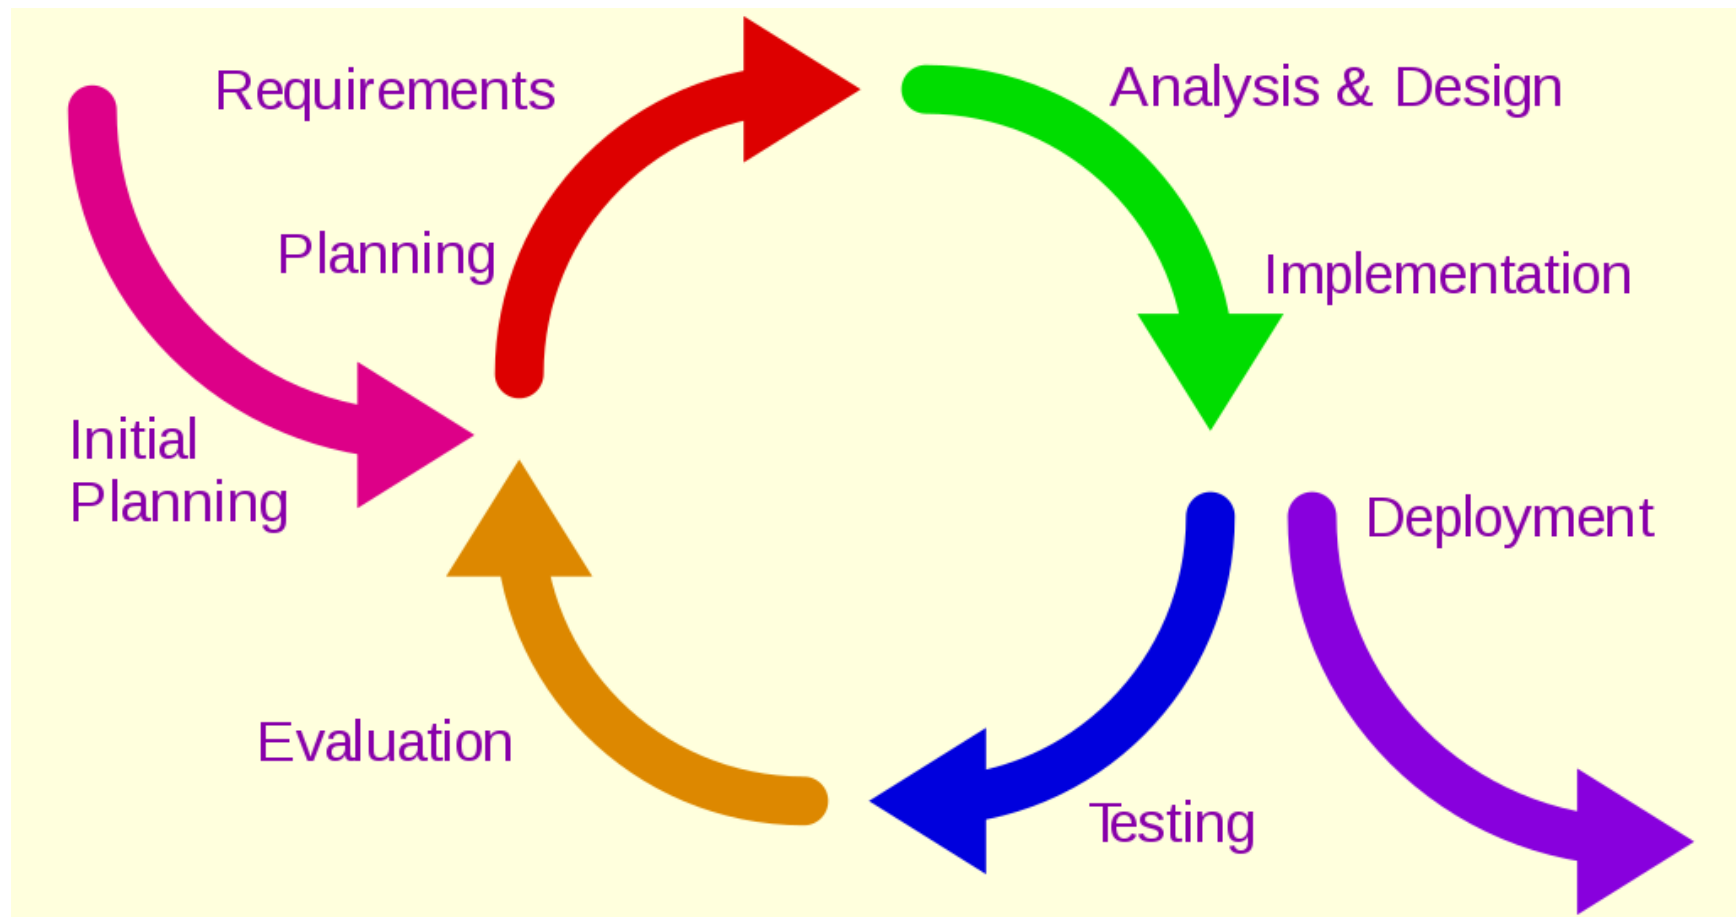 Requirements
Analysis & Design
Planning
Implementation
Initial
Planning
Deployment
Evaluation
Testing